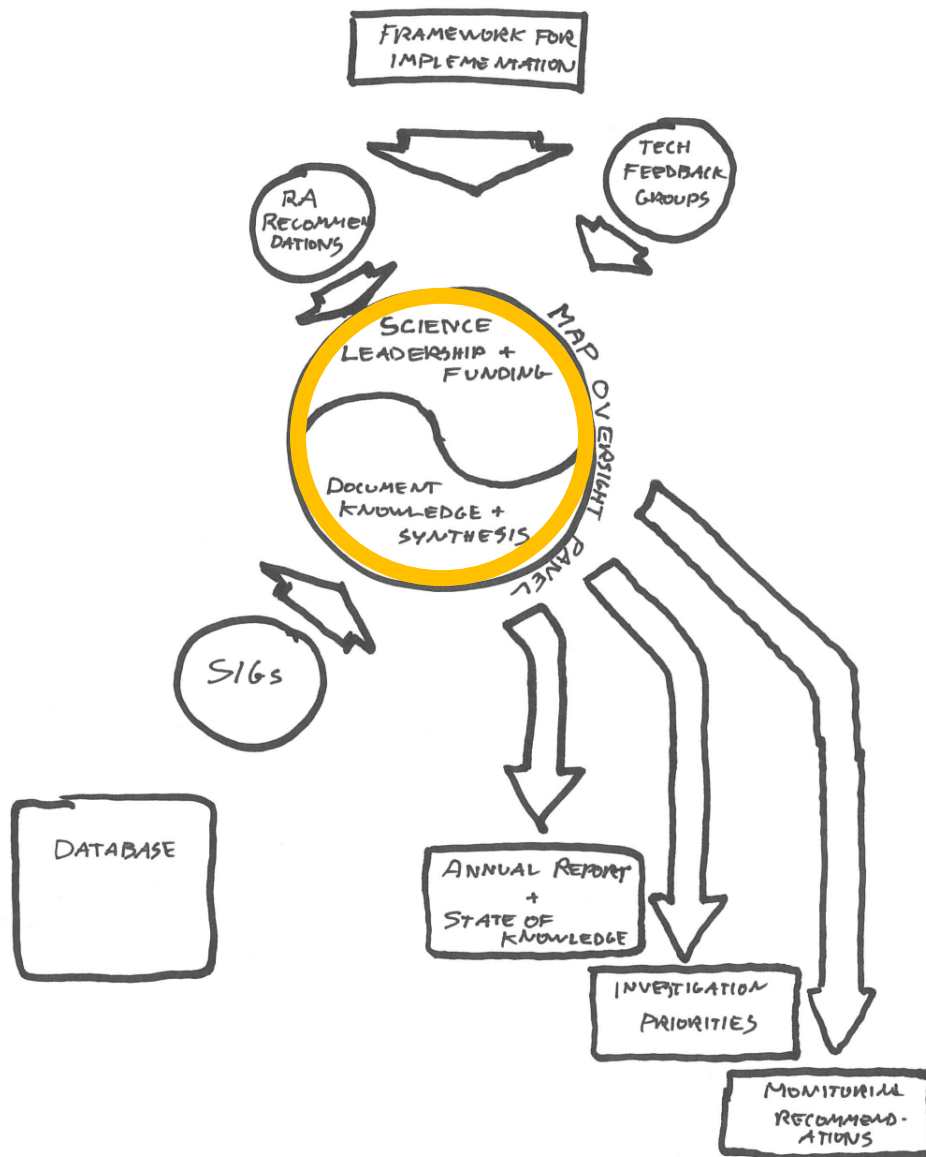 FRAMEWORK FOR
IMPLEMENTATION
TECH
FEEDBACK
GROUPS
RA
RECOMMEN
DATIONS
SCIENCE
LEADERSHIP +
FUNDING
MAP OVERSIGHT PANEL
DOCUMENT
KNOWLEDGE +
SYNTHESIS
SIGs
DATABASE
ANNUAL REPORT
+
STATE OF
KNOWLEDGE
INVESTIGATION
PRIORITIES
MONITORING
RECOMMEND-
ATIONS